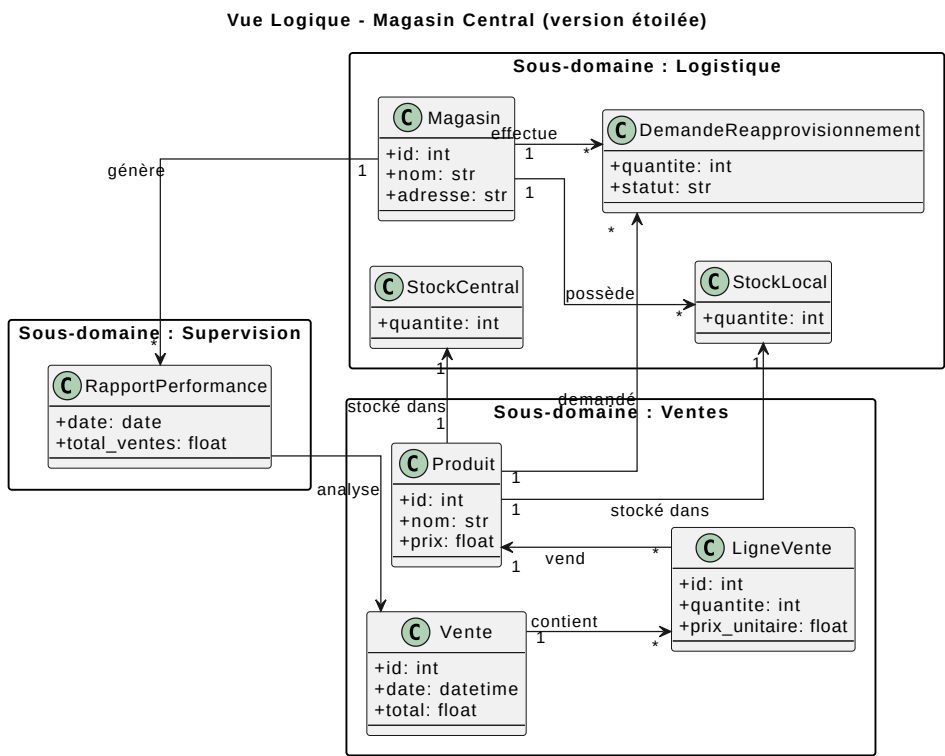 Vue Logique - Magasin Central (version étoilée)
Sous-domaine : Logistique
C Magasin
+id: int
+nom: str
+adresse: str
effectue
1
*
C DemandeReapprovisionnement
+quantite: int
+statut: str
génère
1
1
*
C StockCentral
+quantite: int
possède
*
C StockLocal
+quantite: int
Sous-domaine : Supervision
*
C RapportPerformance
+date: date
+total_ventes: float
1
stocké dans
1
demandé
1
Sous-domaine : Ventes
analyse
C Produit
+id: int
+nom: str
+prix: float
1
1
stocké dans
vend
*
1
C LigneVente
+id: int
+quantite: int
+prix_unitaire: float
C Vente
+id: int
+date: datetime
+total: float
contient
1
*